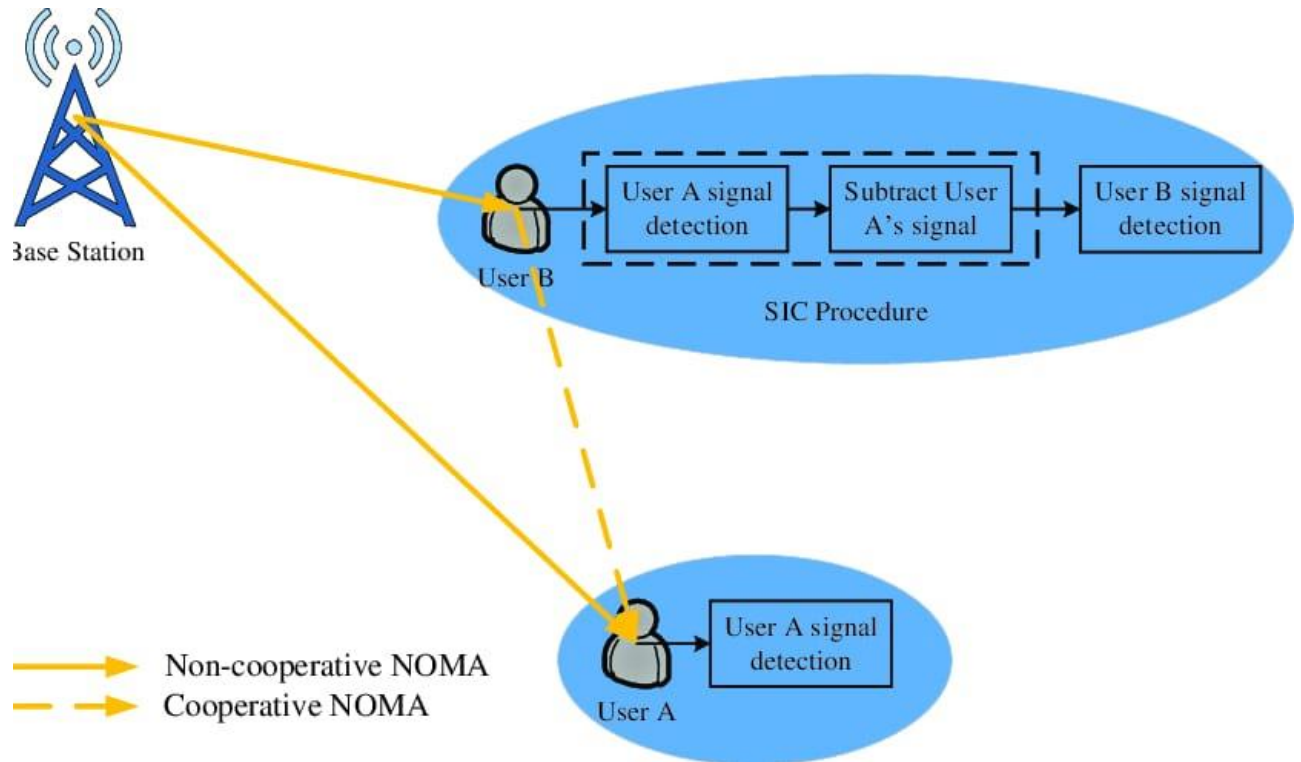 Base Station
User B
User A signal
detection
Subtract User
A's signal
User B signal
detection
SIC Procedure
User A
User A signal
detection
Non-cooperative NOMA
Cooperative NOMA